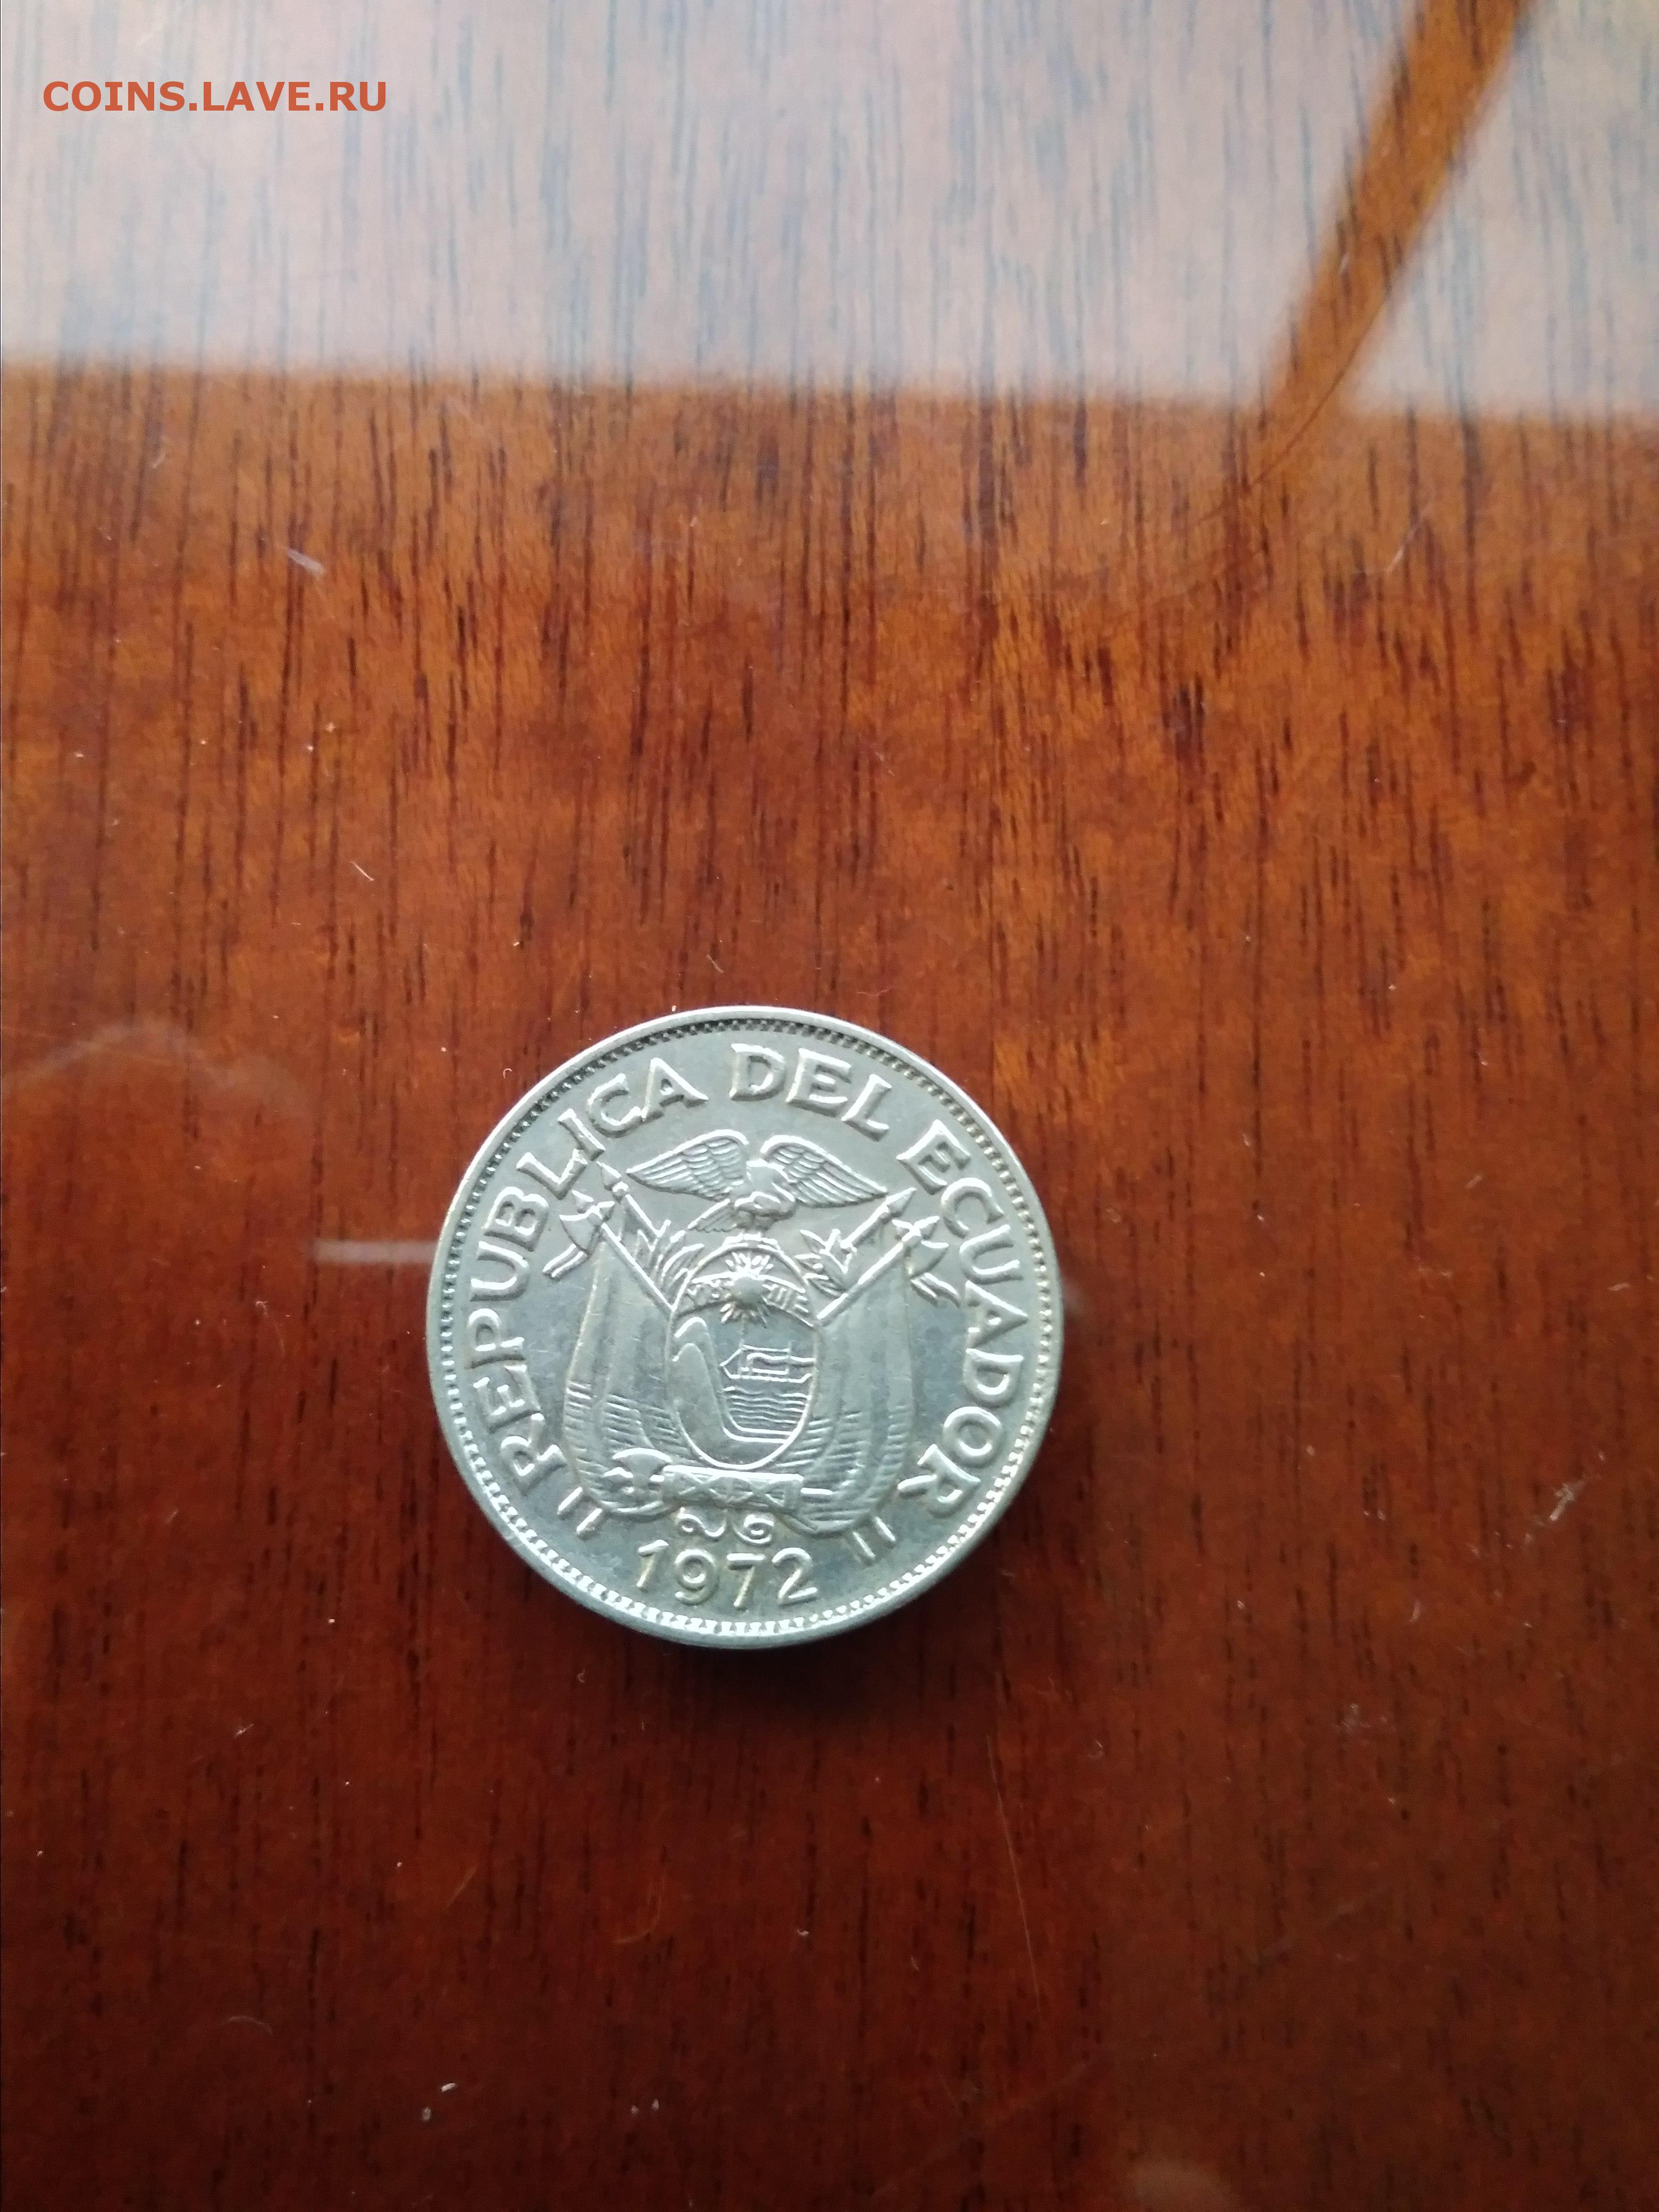 COINS.LAVE.RU
REPUBLICA DEL ECUADOR
1972